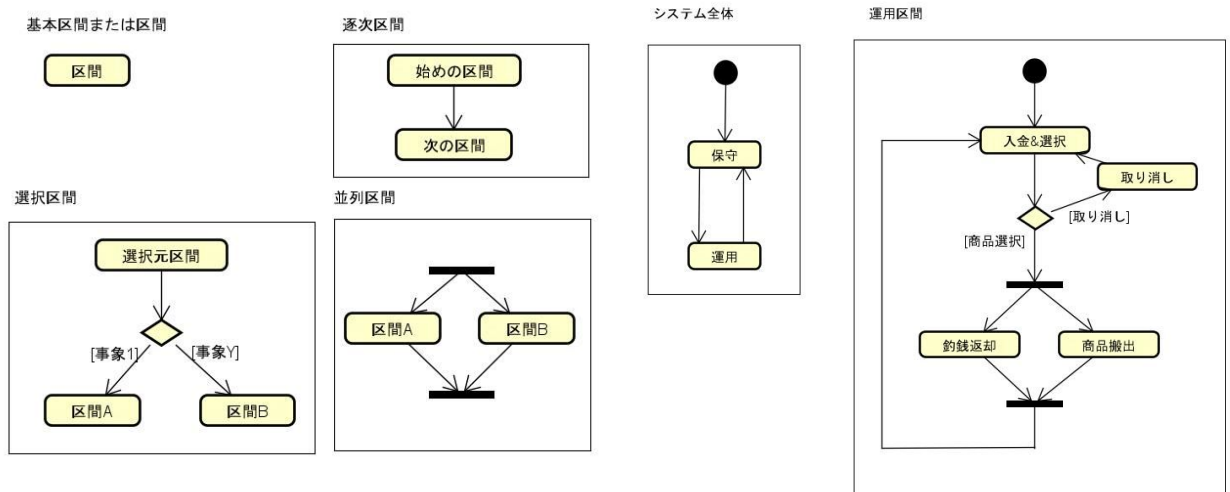 基本区間または区間
区間
逐次区間
始めの区間
次の区間
選択区間
選択元区間
[事象1]
[事象Y]
区間A
区間B
並列区間
区間A
区間B
システム全体
保守
運用
運用区間
入金&選択
取り消し
[取り消し]
[商品選択]
釣銭返却
商品搬出